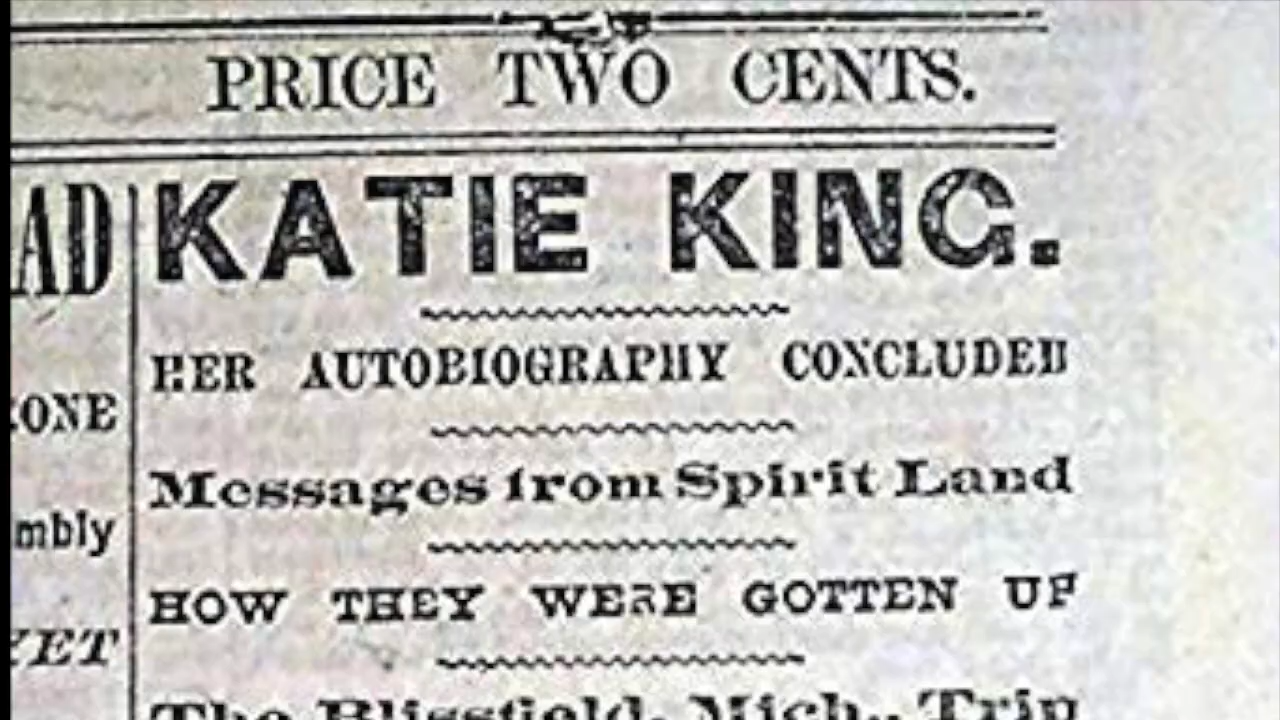 PRICE TWO CENTS.
AD
KATIE KING.
HER AUTOBIOGRAPHY CONCLUDED
ONE
Messages from Spirit Land
mbly
HOW THEY WERE GOTTEN UP
YET
The Blissfield, Mich., Trip